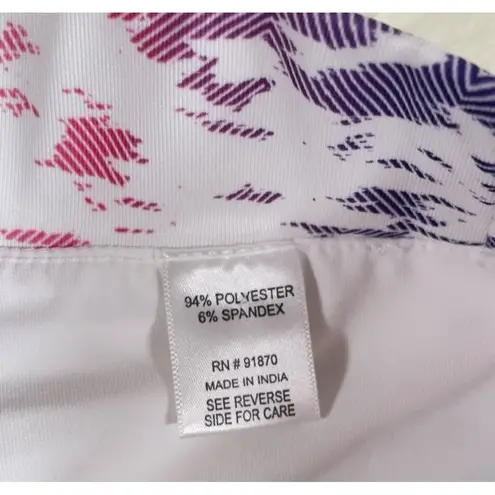 94% POLYESTER
6% SPANDEX
RN # 91870
MADE IN INDIA
SEE REVERSE
SIDE FOR CARE